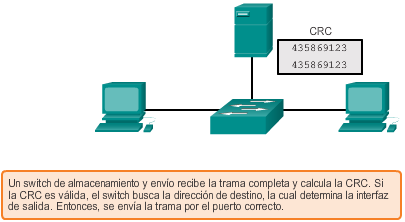 CRC
435869123
435869123
Un switch de almacenamiento y envío recibe la trama completa y calcula la CRC. Si
la CRC es válida, el switch busca la dirección de destino, la cual determina la interfaz
de salida. Entonces, se envía la trama por el puerto correcto.